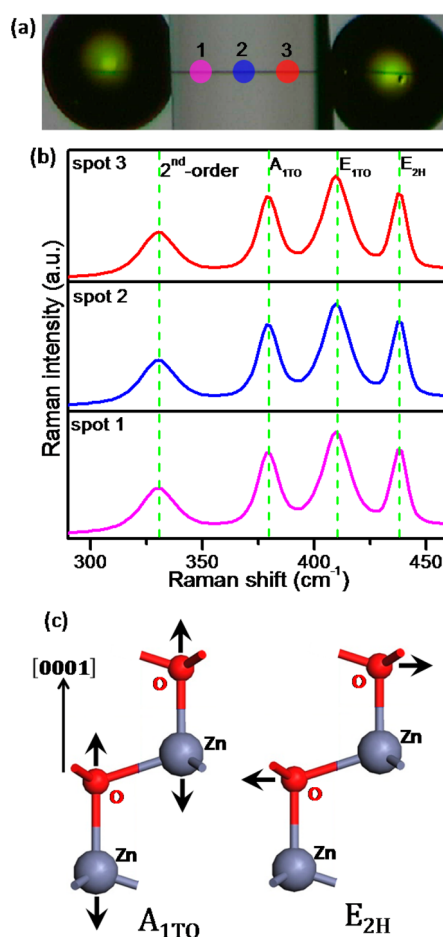 (a)
1 2 3
(b)
spot 3 2nd-order A1TO E1TO E2H
spot 2
spot 1
Raman intensity (a.u.)
300 350 400 450
Raman shift (cm-1)
(c)
[0001]
O O
Zn Zn
O O
Zn Zn
A1TO E2H